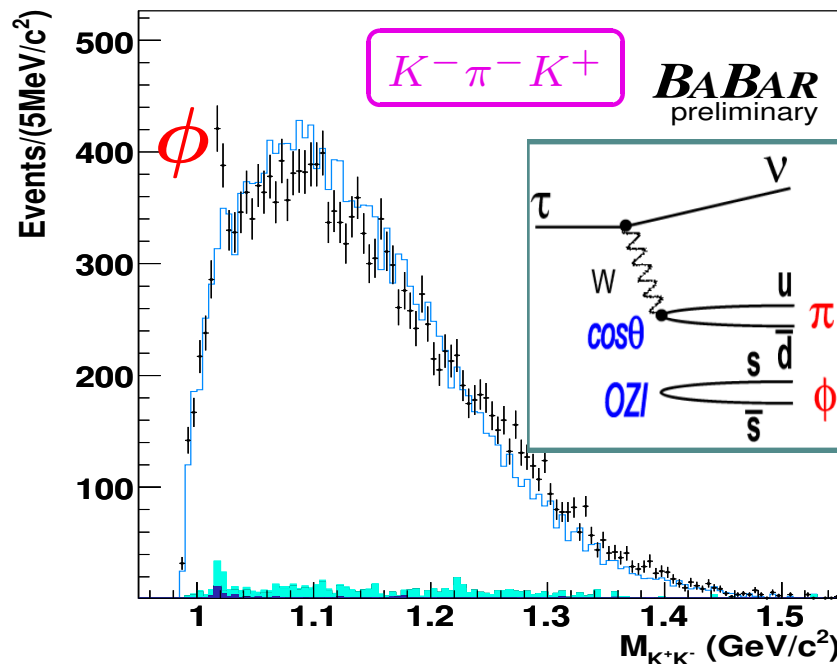 500
400
300
200
100
Events/(5MeV/c²)
K⁻π⁻K⁺
BABAR
preliminary
ϕ
ν
τ
W
cosθ
u
d̄
π
OZI
s
s̄
ϕ
1 1.1 1.2 1.3 1.4 1.5
M_K⁺K⁻ (GeV/c²)